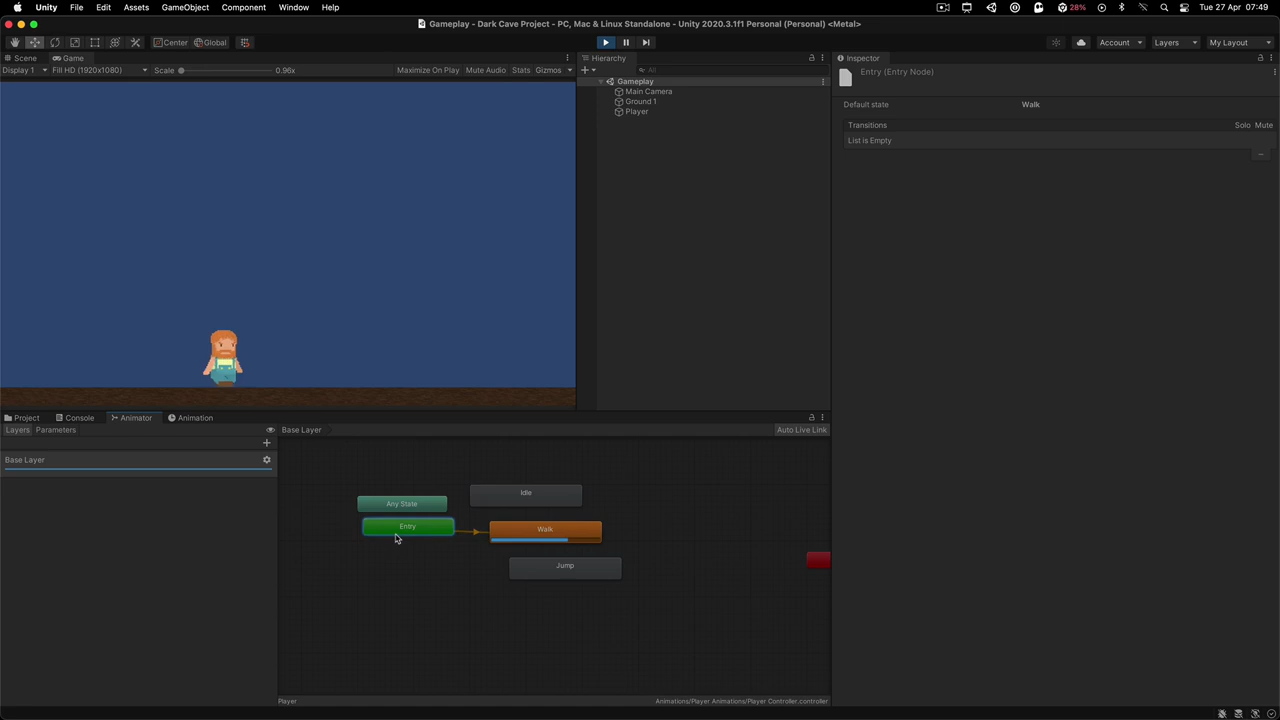 Unity File Edit Assets GameObject Component Window Help 28% Tue 27 Apr 07:49
Gameplay - Dark Cave Project - PC, Mac & Linux Standalone - Unity 2020.3.1f1 Personal (Personal) <Metal>
Center Global Account Layers My Layout
Scene Game Hierarchy Inspector
Display 1 Full HD (1920x1080) Scale 0.96x Maximize On Play Mute Audio Stats Gizmos All Entry (Entry Node)
Gameplay
Main Camera
Ground 1
Player
Default state Walk
Transitions Solo Mute
List is Empty
Project Console Animator Animation
Layers Parameters Base Layer Auto Live Link
Base Layer
Idle
Any State
Entry
Walk
Jump
Player Animations/Player Animations/Player Controller.controller